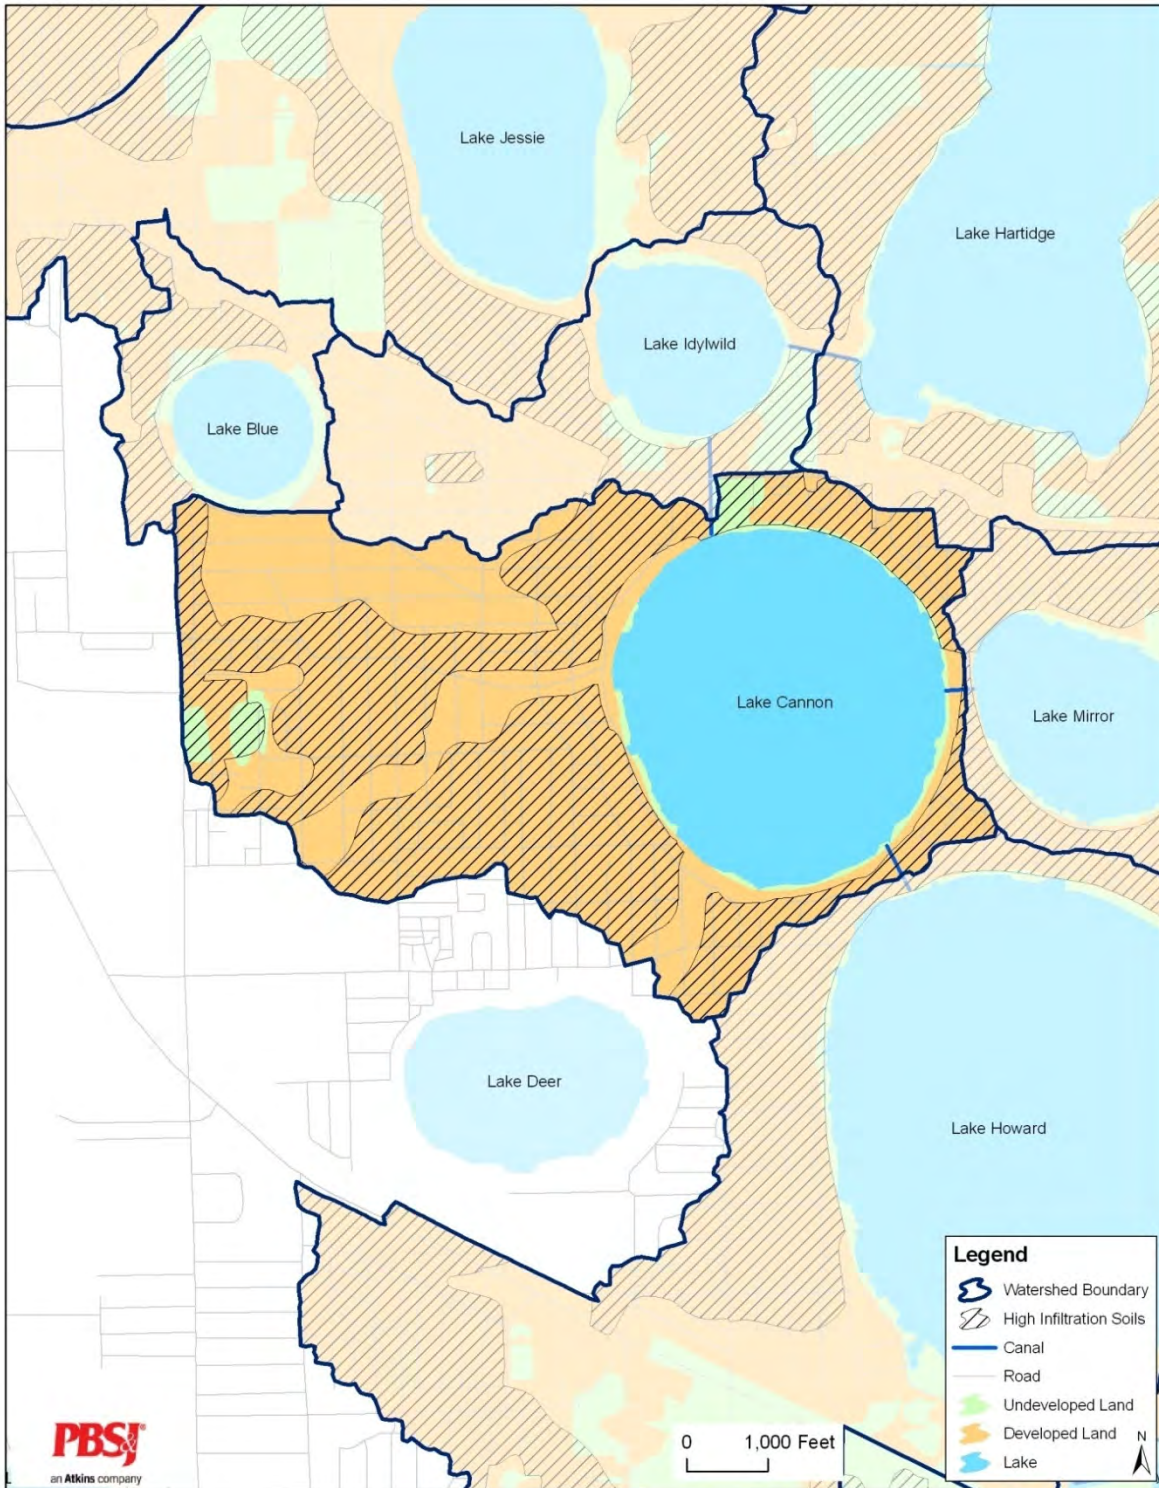 Lake Jessie
Lake Hartidge
Lake Idylwild
Lake Blue
Lake Cannon
Lake Mirror
Lake Deer
Lake Howard
Legend
Watershed Boundary
High Infiltration Soils
Canal
Road
Undeveloped Land
Developed Land
Lake
N
0 1,000 Feet
PBS&J®
an Atkins company
L